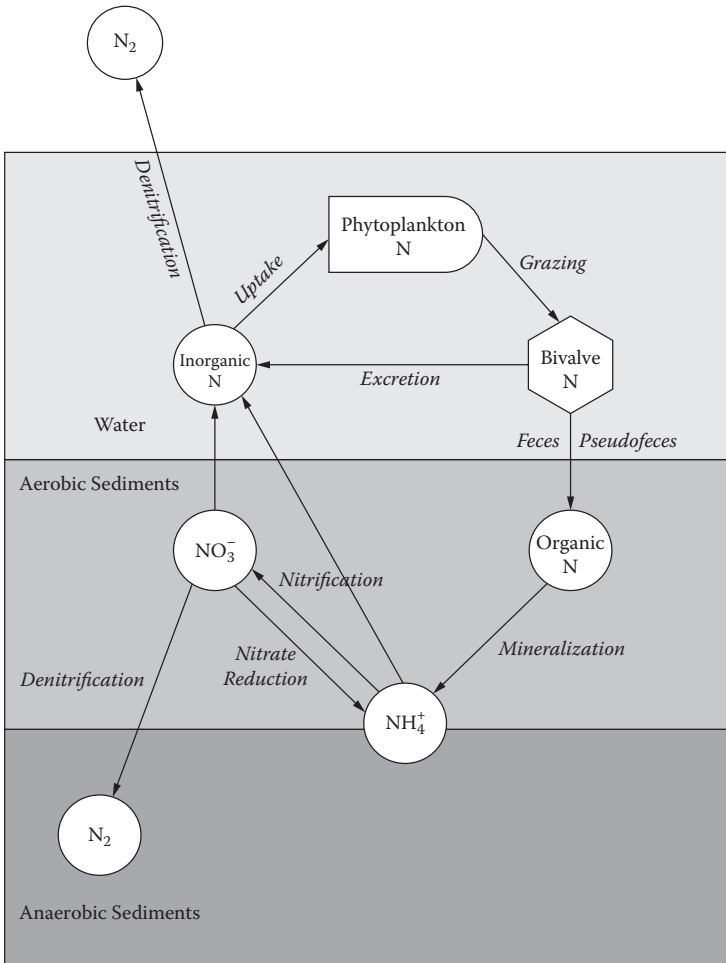 N₂
Denitrification
Phytoplankton
N
Uptake
Grazing
Inorganic
N
Excretion
Bivalve
N
Water
Feces
Pseudofeces
Aerobic Sediments
NO₃⁻
Organic
N
Nitrification
Mineralization
Nitrate
Reduction
Denitrification
NH₄⁺
N₂
Anaerobic Sediments